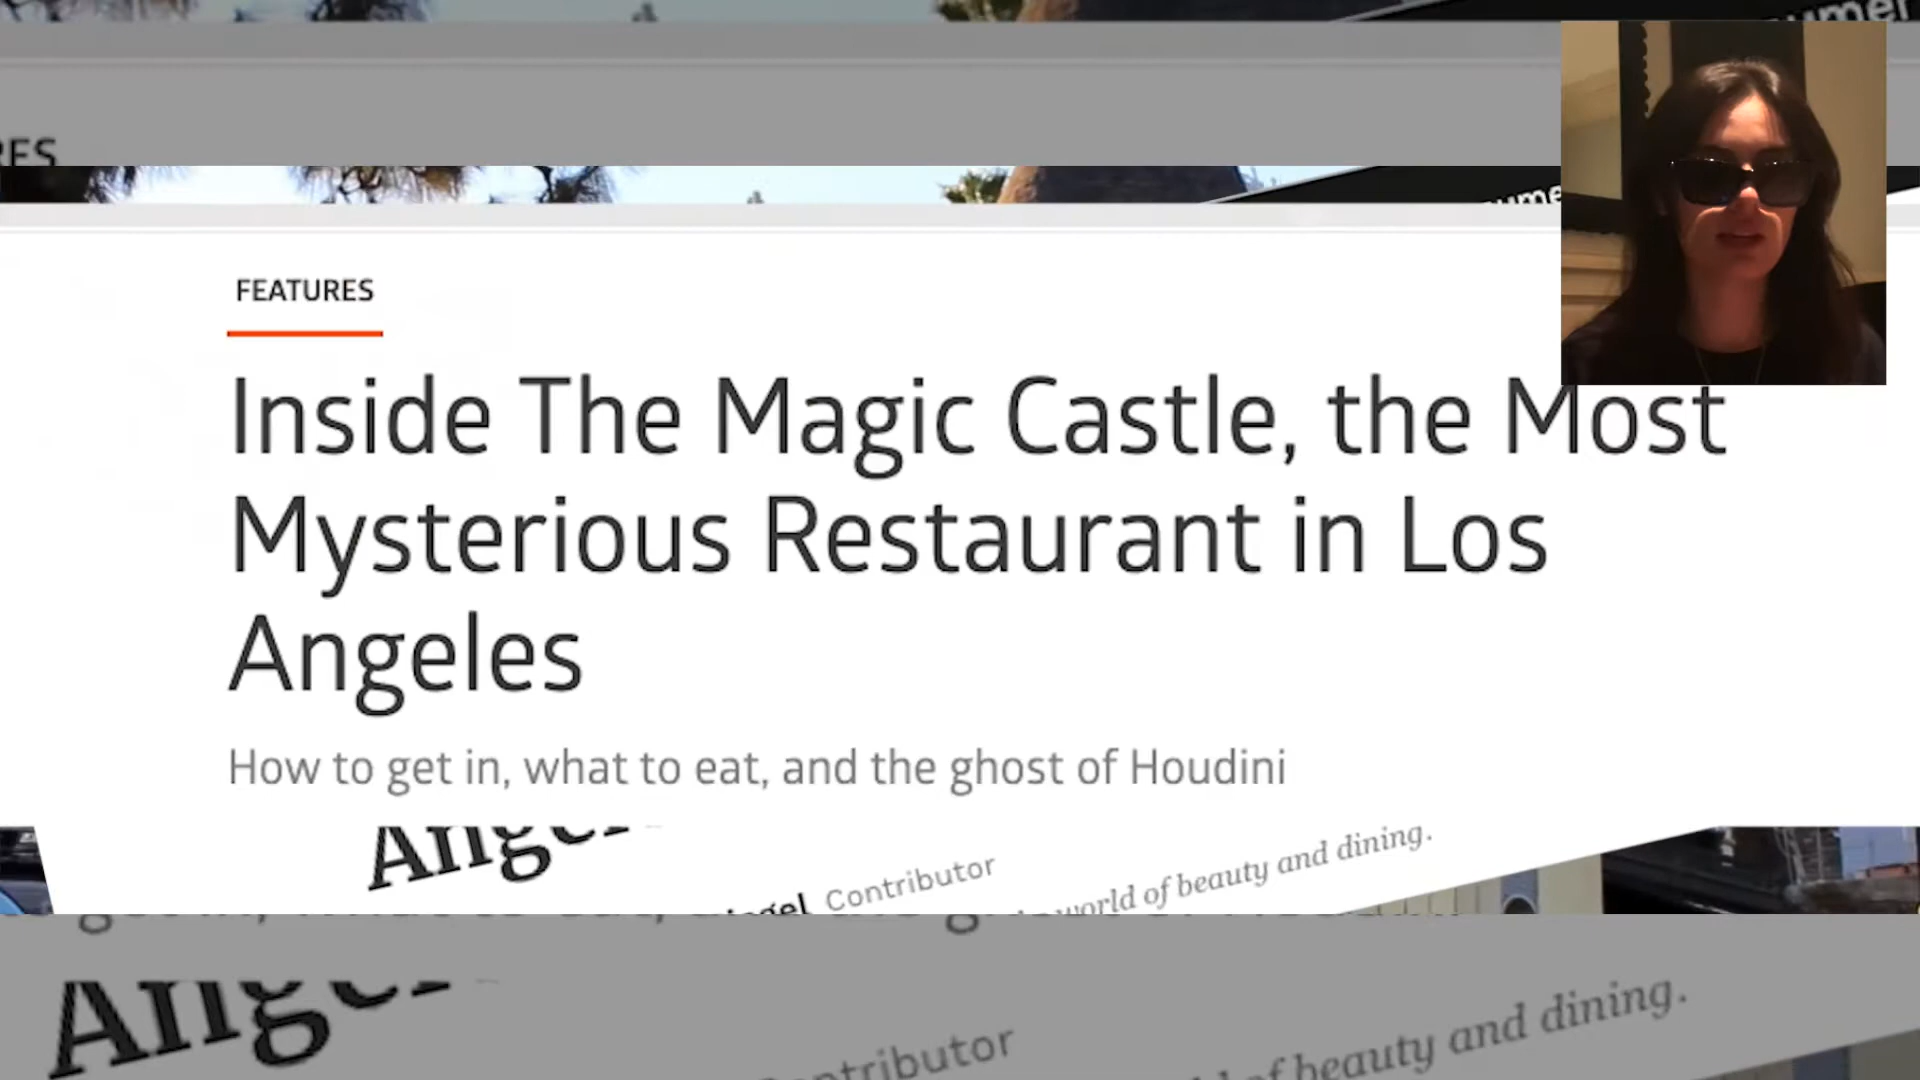 FEATURES
Inside The Magic Castle, the Most
Mysterious Restaurant in Los
Angeles
How to get in, what to eat, and the ghost of Houdini
Contributor
world of beauty and dining.
of beauty and dining.